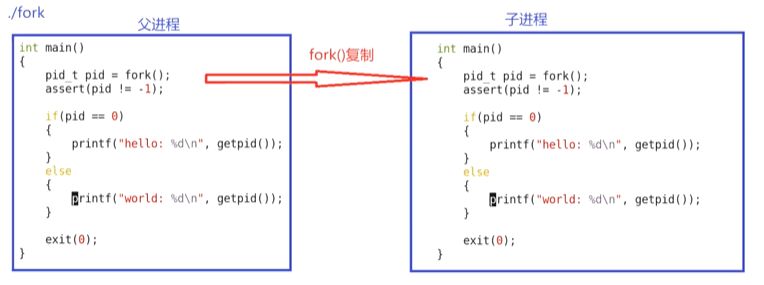 ./fork
父进程
int main()
{
pid_t pid = fork();
assert(pid != -1);
if(pid == 0)
{
printf("hello: %d\n", getpid());
}
else
{
printf("world: %d\n", getpid());
}
exit(0);
}
fork()复制
子进程
int main()
{
pid_t pid = fork();
assert(pid != -1);
if(pid == 0)
{
printf("hello: %d\n", getpid());
}
else
{
printf("world: %d\n", getpid());
}
exit(0);
}